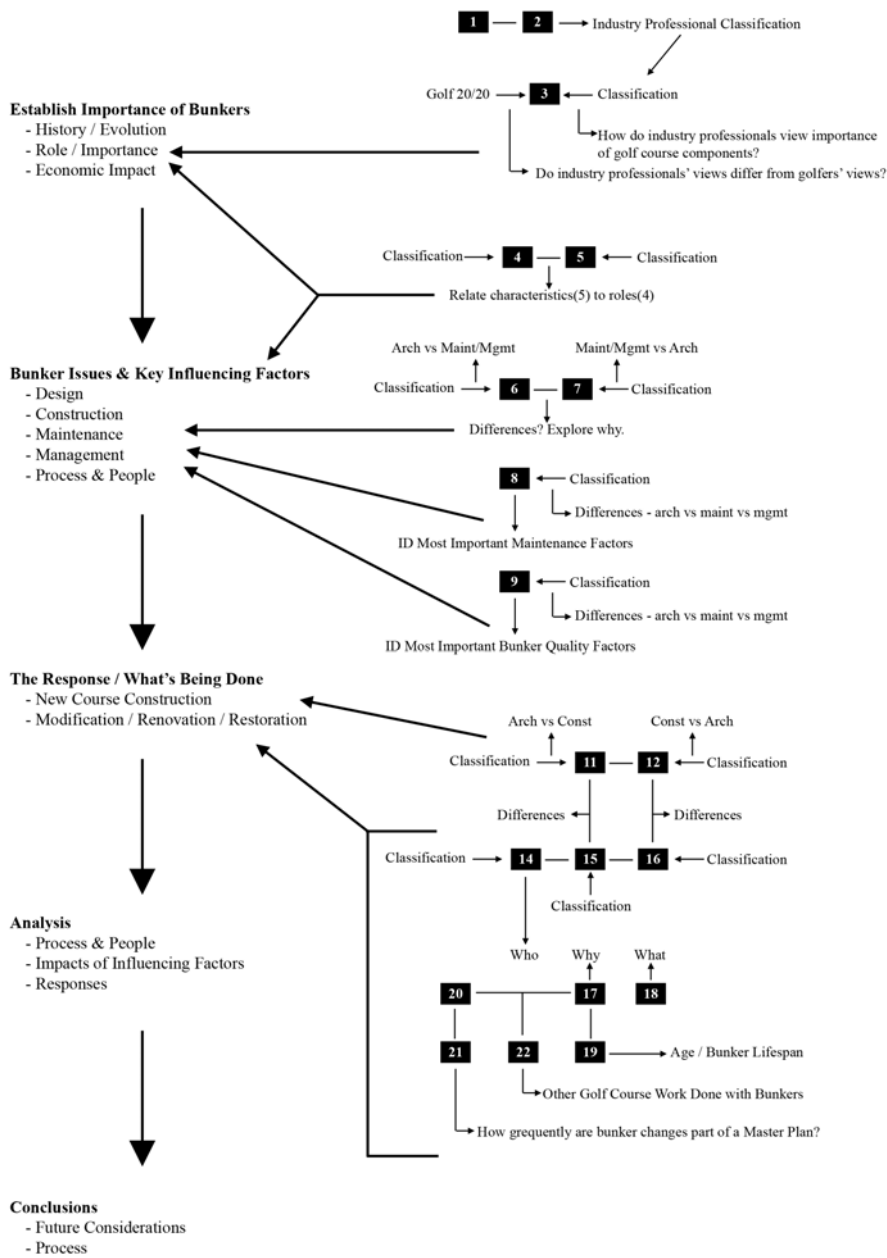 1
2
Industry Professional Classification
Golf 20/20
3
Classification
Establish Importance of Bunkers
- History / Evolution
- Role / Importance
- Economic Impact
How do industry professionals view importance
of golf course components?
Do industry professionals' views differ from golfers' views?
Classification
4
5
Classification
Relate characteristics(5) to roles(4)
Arch vs Maint/Mgmt
Maint/Mgmt vs Arch
Bunker Issues & Key Influencing Factors
- Design
- Construction
- Maintenance
- Management
- Process & People
Classification
6
7
Classification
Differences? Explore why.
8
Classification
Differences - arch vs maint vs mgmt
ID Most Important Maintenance Factors
9
Classification
Differences - arch vs maint vs mgmt
ID Most Important Bunker Quality Factors
The Response / What's Being Done
- New Course Construction
- Modification / Renovation / Restoration
Arch vs Const
Const vs Arch
Classification
11
12
Classification
Differences
Differences
Classification
14
15
16
Classification
Classification
Analysis
- Process & People
- Impacts of Influencing Factors
- Responses
Who
Why
What
20
17
18
21
22
19
Age / Bunker Lifespan
Other Golf Course Work Done with Bunkers
How grequently are bunker changes part of a Master Plan?
Conclusions
- Future Considerations
- Process